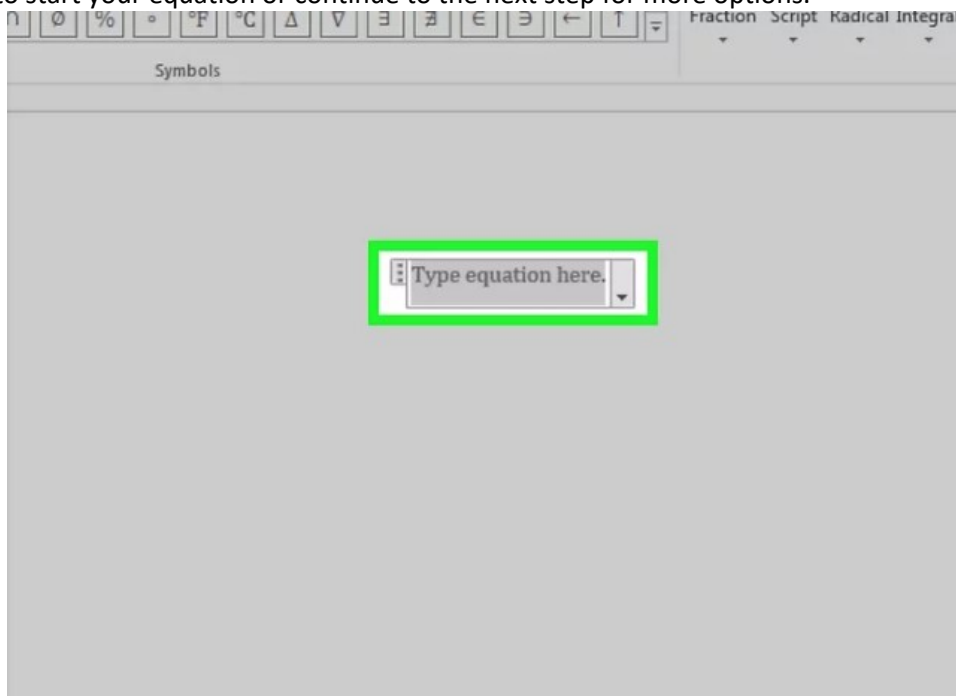 to start your equation or continue to the next step for more options.
∩ Ø % ° °F °C ∆ ∇ ∃ ∄ ∈ ∋ ← ↑ Fraction Script Radical Integral
Symbols
Type equation here.